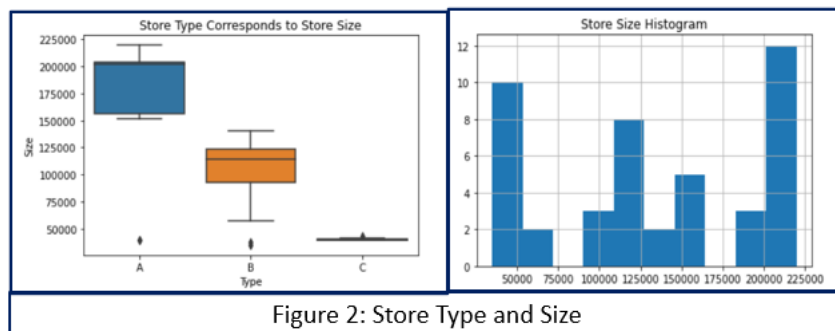 Store Type Corresponds to Store Size
225000
200000
175000
150000
125000
100000
75000
50000
Size
A B C
Type
Store Size Histogram
12
10
8
6
4
2
0
50000 75000 100000 125000 150000 175000 200000 225000
Figure 2: Store Type and Size